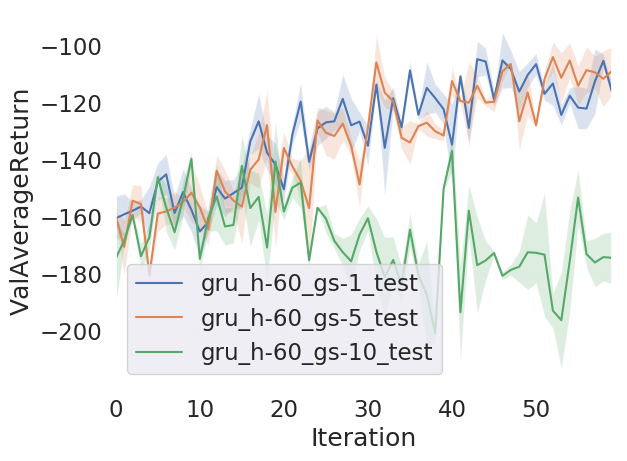 −100
−120
−140
−160
−180
−200
ValAverageReturn
gru_h-60_gs-1_test
gru_h-60_gs-5_test
gru_h-60_gs-10_test
0 10 20 30 40 50
Iteration